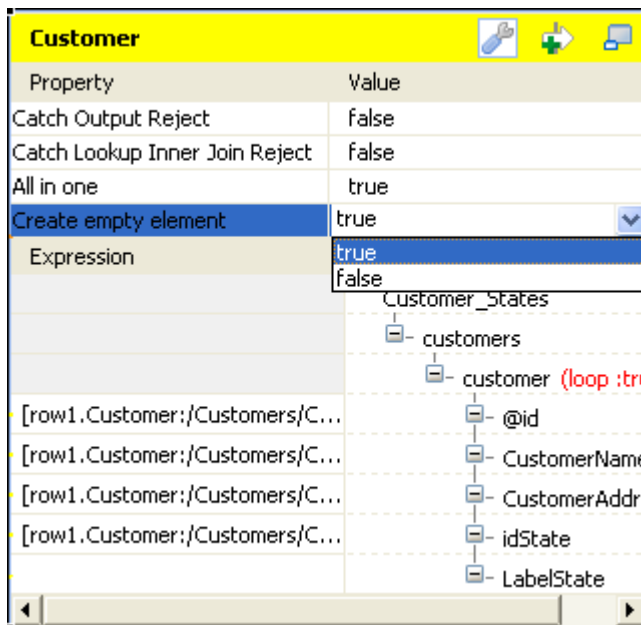 Customer
Property Value
Catch Output Reject false
Catch Lookup Inner Join Reject false
All in one true
Create empty element true
true
Expression
false
Customer_States
customers
customer (loop :tr
[row1.Customer:/Customers/C... @id
[row1.Customer:/Customers/C... CustomerName
[row1.Customer:/Customers/C... CustomerAddr
[row1.Customer:/Customers/C... idState
LabelState